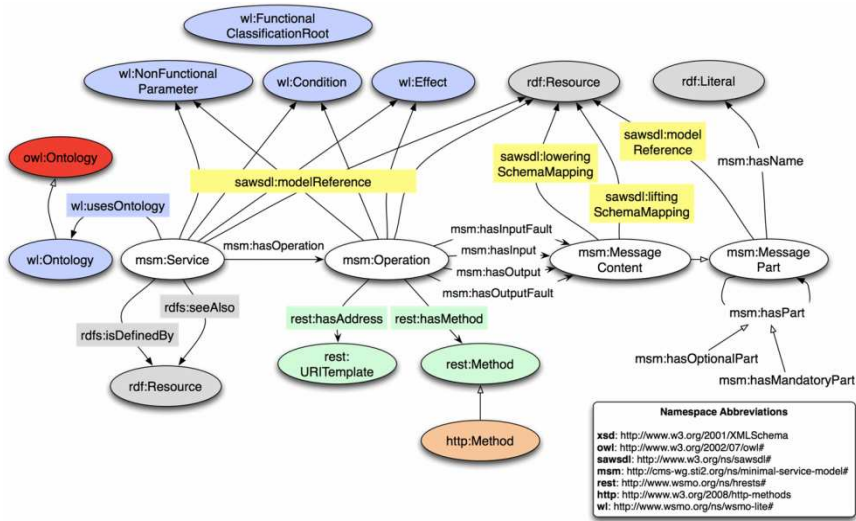 wl:Functional
ClassificationRoot
wl:NonFunctional
Parameter
wl:Condition
wl:Effect
rdf:Resource
rdf:Literal
owl:Ontology
sawsdl:lowering
SchemaMapping
sawsdl:model
Reference
msm:hasName
sawsdl:modelReference
wl:usesOntology
sawsdl:lifting
SchemaMapping
msm:hasOperation
msm:hasInputFault
msm:hasInput
msm:hasOutput
msm:hasOutputFault
wl:Ontology
msm:Service
msm:Operation
msm:Message
Content
msm:Message
Part
rdfs:seeAlso
rdfs:isDefinedBy
rest:hasAddress
rest:hasMethod
msm:hasPart
msm:hasOptionalPart
msm:hasMandatoryPart
rdf:Resource
rest:
URITemplate
rest:Method
http:Method
Namespace Abbreviations
xsd: http://www.w3.org/2001/XMLSchema
owl: http://www.w3.org/2002/07/owl#
sawsdl: http://www.w3.org/ns/sawsdl#
msm: http://cms-wg.sti2.org/ns/minimal-service-model#
rest: http://www.wsmo.org/ns/hrests#
http: http://www.w3.org/2008/http-methods
wl: http://www.wsmo.org/ns/wsmo-lite#